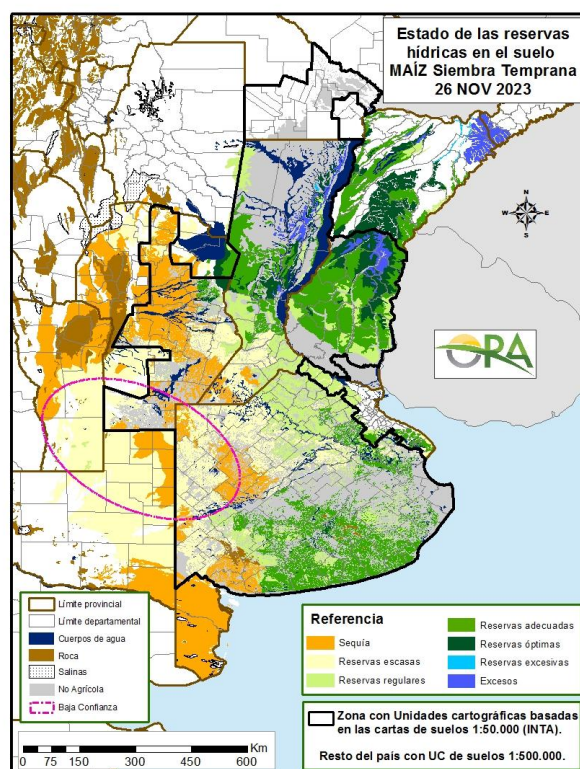 Estado de las reservas
hídricas en el suelo
MAÍZ Siembra Temprana
26 NOV 2023
N
W E
S
ORA
Límite provincial
Límite departamental
Cuerpos de agua
Roca
Salinas
No Agrícola
Baja Confianza
Referencia
Sequía
Reservas escasas
Reservas regulares
Reservas adecuadas
Reservas óptimas
Reservas excesivas
Excesos
Zona con Unidades cartográficas basadas
en las cartas de suelos 1:50.000 (INTA).
Resto del país con UC de suelos 1:500.000.
0 75 150 300 450 600 Km